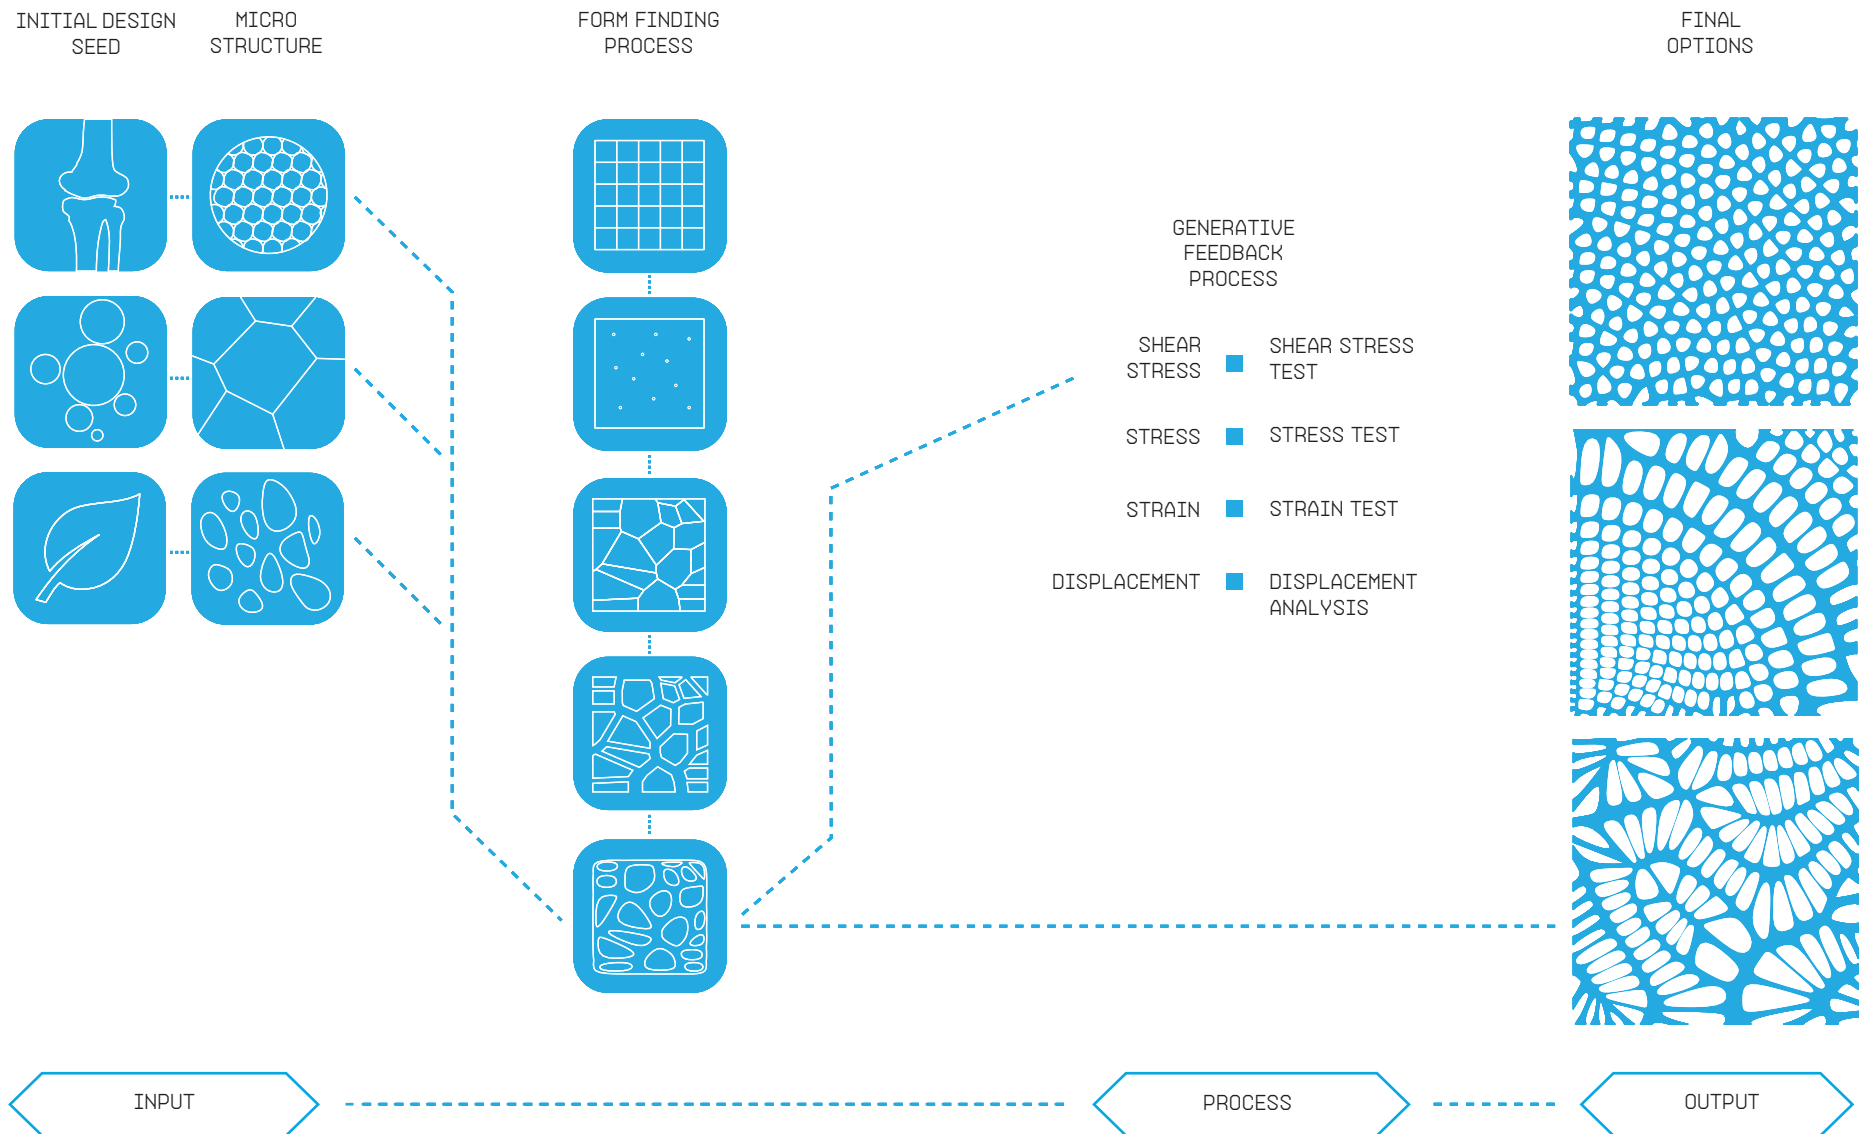 INITIAL DESIGN
SEED
MICRO
STRUCTURE
FORM FINDING
PROCESS
FINAL
OPTIONS
GENERATIVE
FEEDBACK
PROCESS
SHEAR
STRESS
SHEAR STRESS
TEST
STRESS
STRESS TEST
STRAIN
STRAIN TEST
DISPLACEMENT
DISPLACEMENT
ANALYSIS
INPUT
PROCESS
OUTPUT